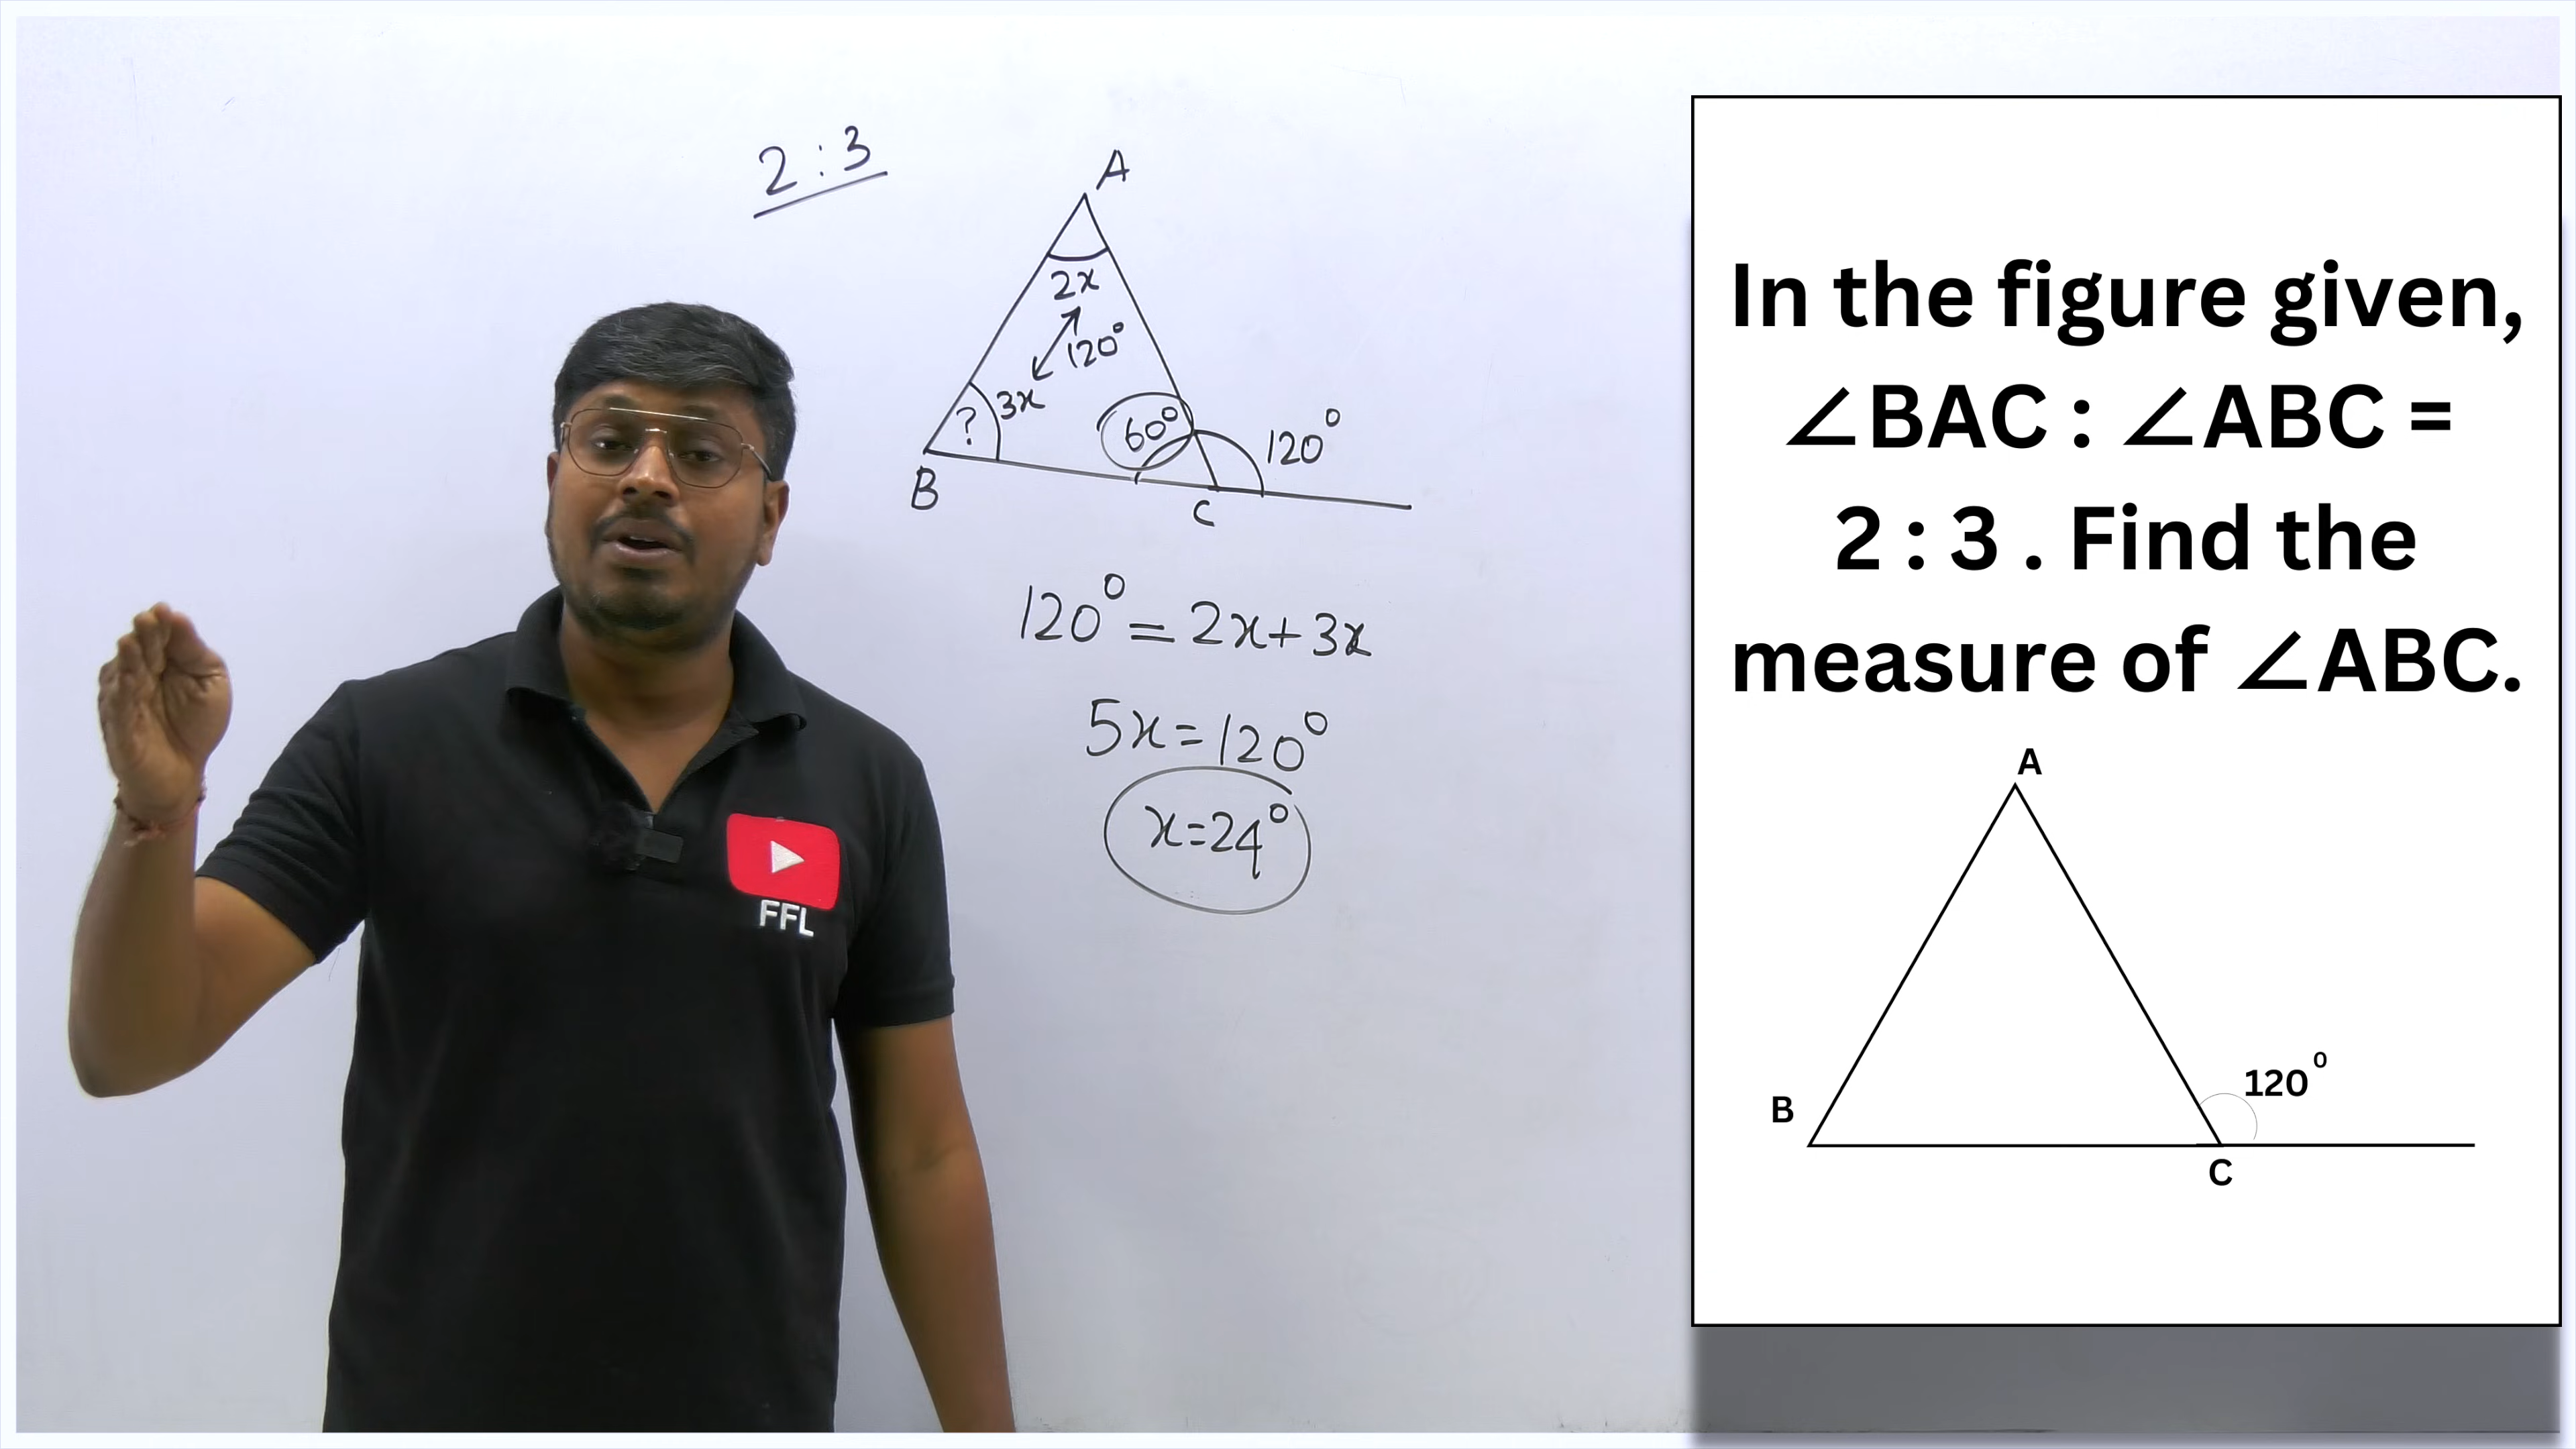 2 : 3
A
2x
120°
3x
?
60°
120°
B
C
120° = 2x+3x
5x=120°
x=24°
FFL
In the figure given,
∠BAC : ∠ABC =
2 : 3 . Find the
measure of ∠ABC.
A
120°
B
C